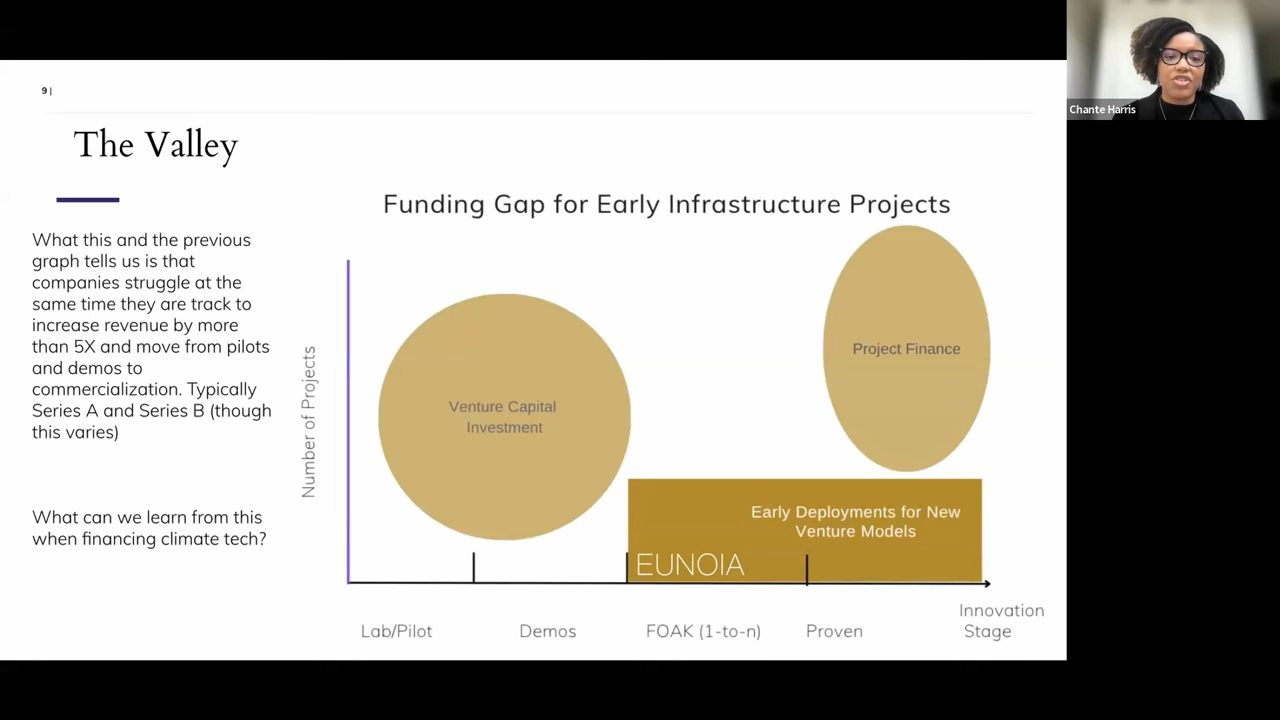 9 |
The Valley
What this and the previous
graph tells us is that
companies struggle at the
same time they are track to
increase revenue by more
than 5X and move from pilots
and demos to
commercialization. Typically
Series A and Series B (though
this varies)
What can we learn from this
when financing climate tech?
Funding Gap for Early Infrastructure Projects
Number of Projects
Venture Capital
Investment
Project Finance
Early Deployments for New
Venture Models
EUNOIA
Lab/Pilot
Demos
FOAK (1-to-n)
Proven
Innovation
Stage
Chante Harris